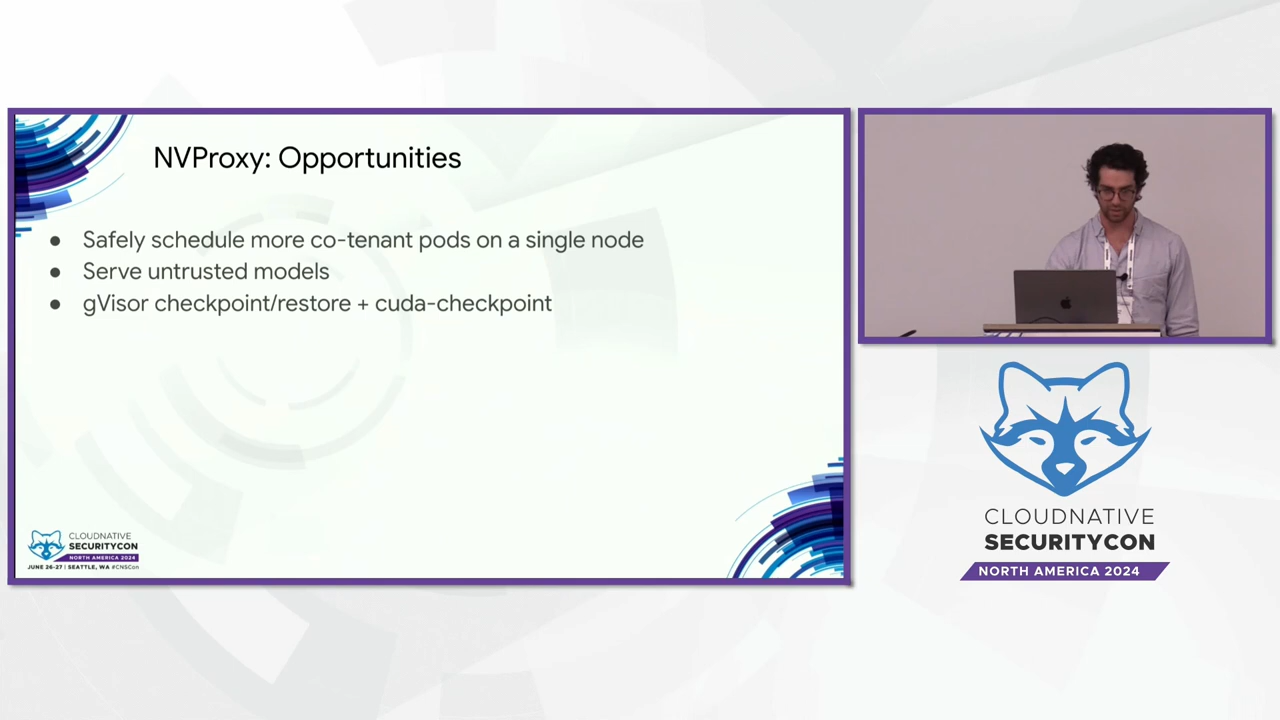 NVProxy: Opportunities
● Safely schedule more co-tenant pods on a single node
● Serve untrusted models
● gVisor checkpoint/restore + cuda-checkpoint
CLOUDNATIVE
SECURITYCON
NORTH AMERICA 2024
JUNE 26-27 | SEATTLE, WA #CNSCon
CLOUDNATIVE
SECURITYCON
NORTH AMERICA 2024